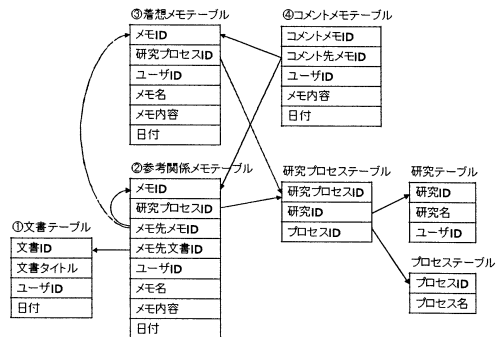 ③着想メモテーブル
メモID
研究プロセスID
ユーザID
メモ名
メモ内容
日付
④コメントメモテーブル
コメントメモID
コメント先メモID
ユーザID
メモ内容
日付
②参考関係メモテーブル
メモID
研究プロセスID
メモ先メモID
メモ先文書ID
ユーザID
メモ名
メモ内容
日付
研究プロセステーブル
研究プロセスID
研究ID
プロセスID
研究テーブル
研究ID
研究名
ユーザID
①文書テーブル
文書ID
文書タイトル
ユーザID
日付
プロセステーブル
プロセスID
プロセス名